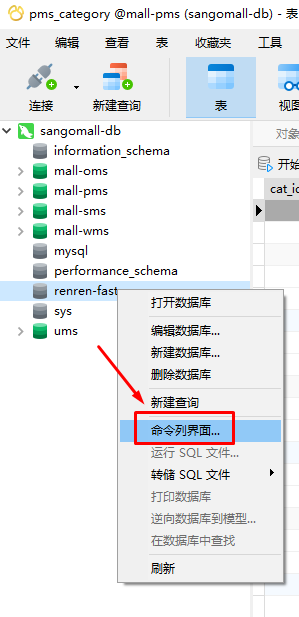 pms_category @mall-pms (sangomall-db) - 表
文件 编辑 查看 表 收藏夹 工具
连接 新建查询 表 视图
sangomall-db
对象
information_schema
mall-oms
开始
mall-pms
cat_id
mall-sms
mall-wms
mysql
performance_schema
renren-fast
sys
ums
打开数据库
编辑数据库...
新建数据库...
删除数据库
新建查询
命令列界面...
运行 SQL 文件...
转储 SQL 文件
打印数据库
逆向数据库到模型...
在数据库中查找
刷新